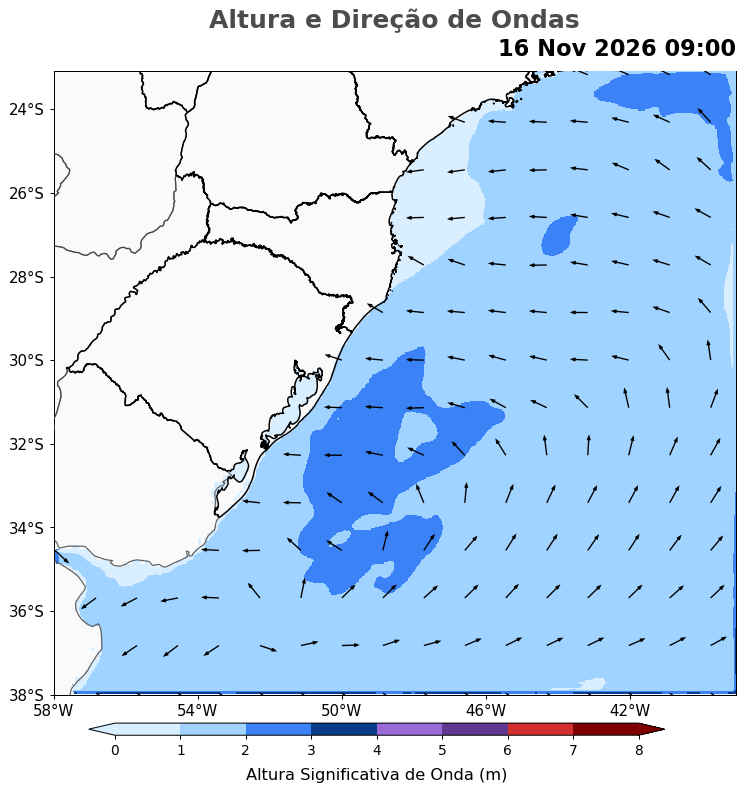 Altura e Direção de Ondas
16 Nov 2026 09:00
24°S
26°S
28°S
30°S
32°S
34°S
36°S
38°S
58°W 54°W 50°W 46°W 42°W
0 1 2 3 4 5 6 7 8
Altura Significativa de Onda (m)